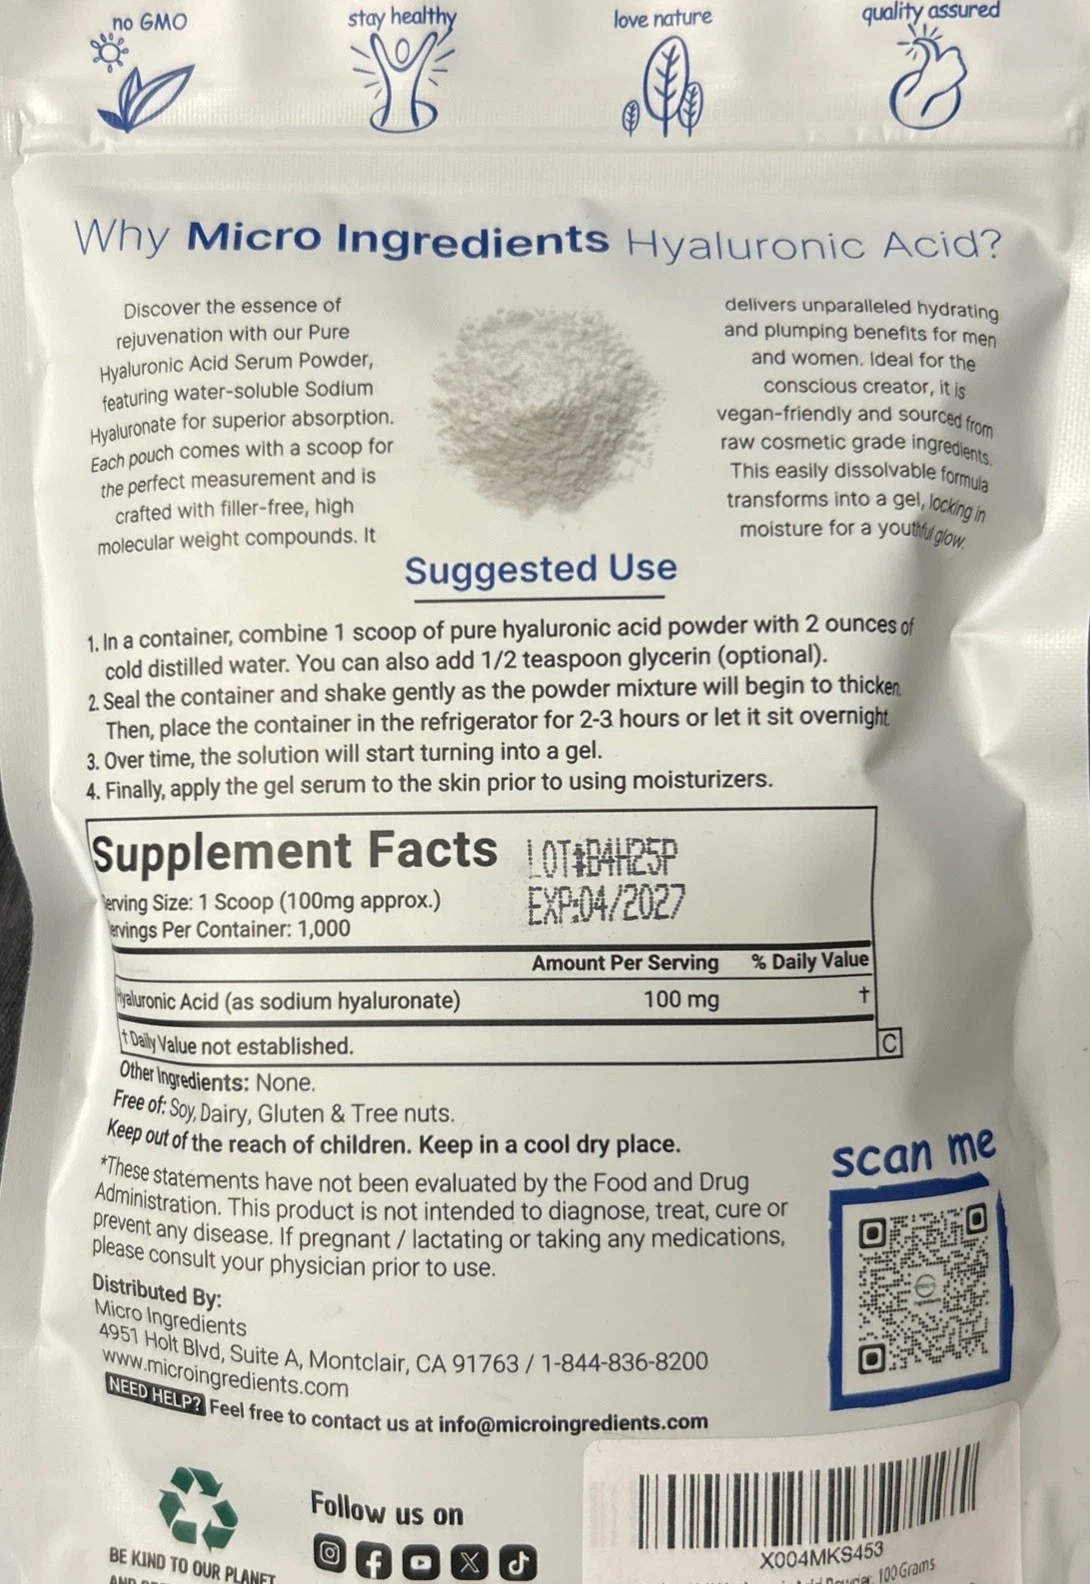 no GMO
stay healthy
love nature
quality assured
Why Micro Ingredients Hyaluronic Acid?
Discover the essence of
rejuvenation with our Pure
Hyaluronic Acid Serum Powder,
featuring water-soluble Sodium
Hyaluronate for superior absorption.
Each pouch comes with a scoop for
the perfect measurement and is
crafted with filler-free, high
molecular weight compounds. It
delivers unparalleled hydrating
and plumping benefits for men
and women. Ideal for the
conscious creator, it is
vegan-friendly and sourced from
raw cosmetic grade ingredients.
This easily dissolvable formula
transforms into a gel, locking in
moisture for a youthful glow.
Suggested Use
1. In a container, combine 1 scoop of pure hyaluronic acid powder with 2 ounces of
cold distilled water. You can also add 1/2 teaspoon glycerin (optional).
2. Seal the container and shake gently as the powder mixture will begin to thicken.
Then, place the container in the refrigerator for 2-3 hours or let it sit overnight
3. Over time, the solution will start turning into a gel.
4. Finally, apply the gel serum to the skin prior to using moisturizers.
Supplement Facts
LOT#B4H25P
EXP:04/2027
erving Size: 1 Scoop (100mg approx.)
ervings Per Container: 1,000
Amount Per Serving % Daily Value
Hyaluronic Acid (as sodium hyaluronate) 100 mg †
† Daily Value not established.
C
Other Ingredients: None.
Free of: Soy, Dairy, Gluten & Tree nuts.
Keep out of the reach of children. Keep in a cool dry place.
*These statements have not been evaluated by the Food and Drug
Administration. This product is not intended to diagnose, treat, cure or
prevent any disease. If pregnant / lactating or taking any medications,
please consult your physician prior to use.
scan me
Distributed By:
Micro Ingredients
4951 Holt Blvd, Suite A, Montclair, CA 91763 / 1-844-836-8200
www.microingredients.com
NEED HELP? Feel free to contact us at info@microingredients.com
Follow us on
BE KIND TO OUR PLANET
X004MKS453
Powder, 100 Grams